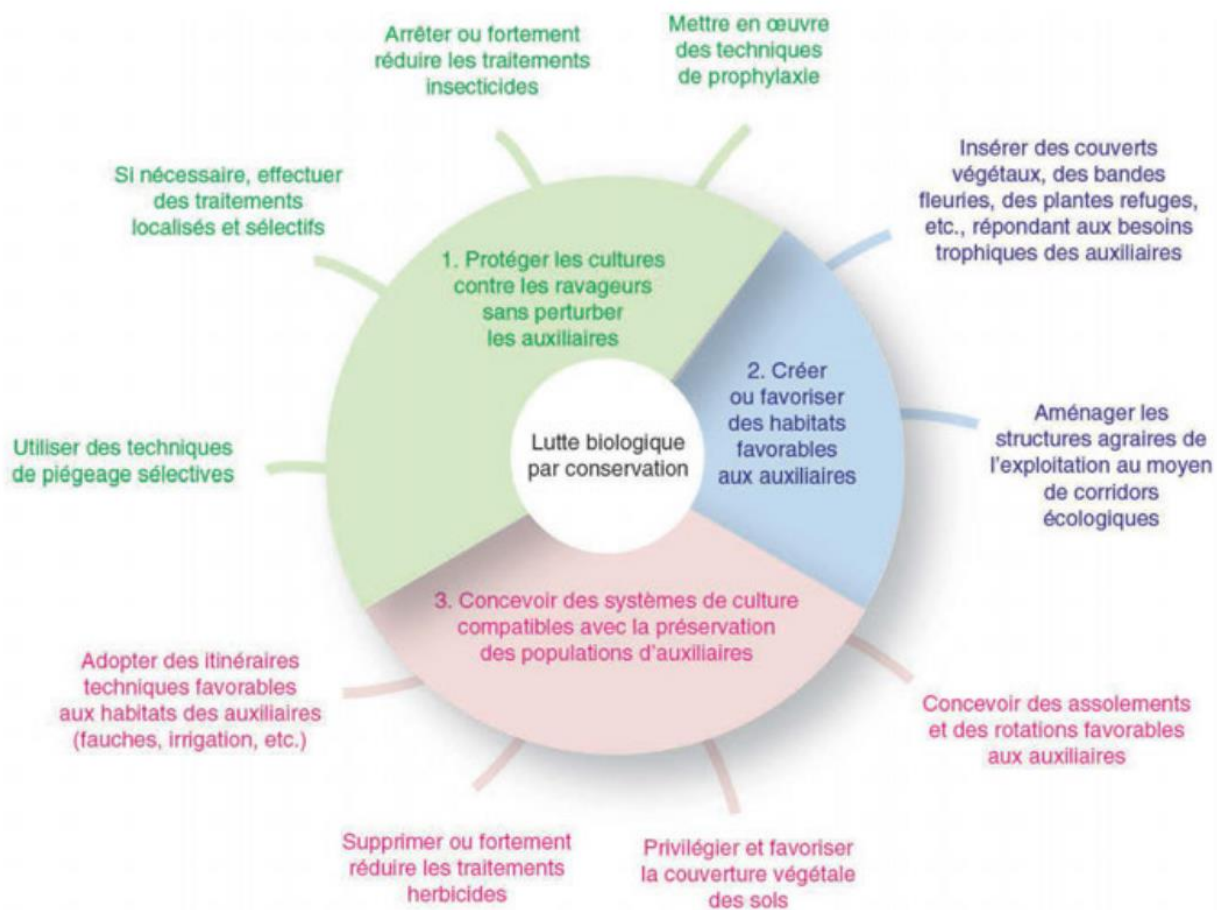 Arrêter ou fortement
réduire les traitements
insecticides
Mettre en œuvre
des techniques
de prophylaxie
Si nécessaire, effectuer
des traitements
localisés et sélectifs
Insérer des couverts
végétaux, des bandes
fleuries, des plantes refuges,
etc., répondant aux besoins
trophiques des auxiliaires
1. Protéger les cultures
contre les ravageurs
sans perturber
les auxiliaires
2. Créer
ou favoriser
des habitats
favorables
aux auxiliaires
Utiliser des techniques
de piégeage sélectives
Lutte biologique
par conservation
Aménager les
structures agraires de
l'exploitation au moyen
de corridors
écologiques
3. Concevoir des systèmes de culture
compatibles avec la préservation
des populations d'auxiliaires
Adopter des itinéraires
techniques favorables
aux habitats des auxiliaires
(fauches, irrigation, etc.)
Concevoir des assolements
et des rotations favorables
aux auxiliaires
Supprimer ou fortement
réduire les traitements
herbicides
Privilégier et favoriser
la couverture végétale
des sols